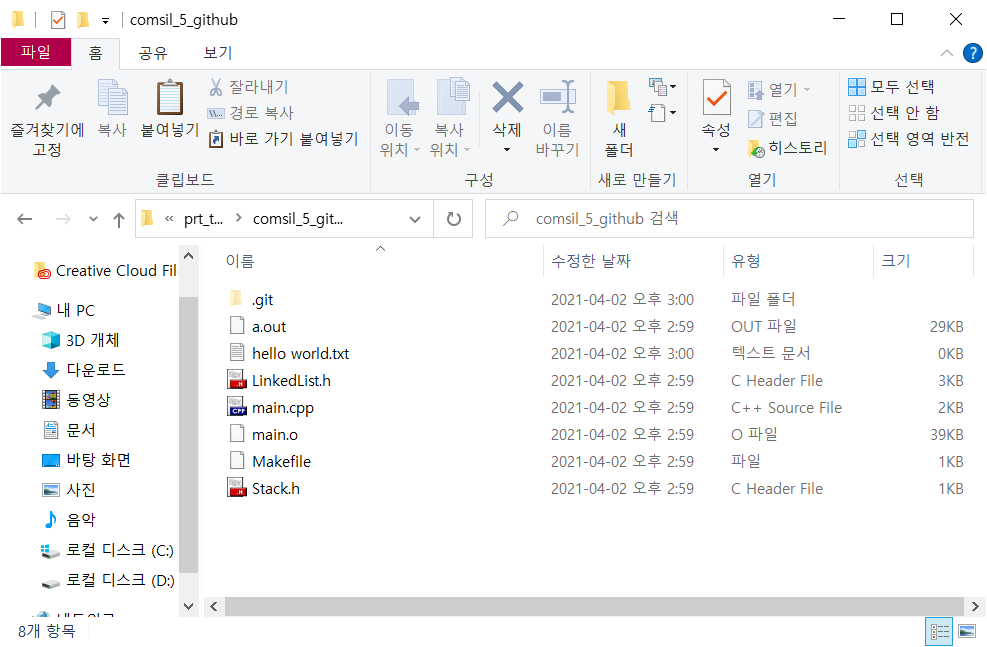 comsil_5_github
파일 홈 공유 보기
즐겨찾기에 고정
복사
붙여넣기
잘라내기
경로 복사
바로 가기 붙여넣기
클립보드
이동 위치
복사 위치
삭제
이름 바꾸기
구성
새 폴더
새로 만들기
속성
열기
편집
히스토리
열기
모두 선택
선택 안 함
선택 영역 반전
선택
« prt_t... > comsil_5_git...
comsil_5_github 검색
Creative Cloud Fil
내 PC
3D 개체
다운로드
동영상
문서
바탕 화면
사진
음악
로컬 디스크 (C:)
로컬 디스크 (D:)
이름 수정한 날짜 유형 크기
.git 2021-04-02 오후 3:00 파일 폴더
a.out 2021-04-02 오후 2:59 OUT 파일 29KB
hello world.txt 2021-04-02 오후 3:00 텍스트 문서 0KB
LinkedList.h 2021-04-02 오후 2:59 C Header File 3KB
main.cpp 2021-04-02 오후 2:59 C++ Source File 2KB
main.o 2021-04-02 오후 2:59 O 파일 39KB
Makefile 2021-04-02 오후 2:59 파일 1KB
Stack.h 2021-04-02 오후 2:59 C Header File 1KB
8개 항목